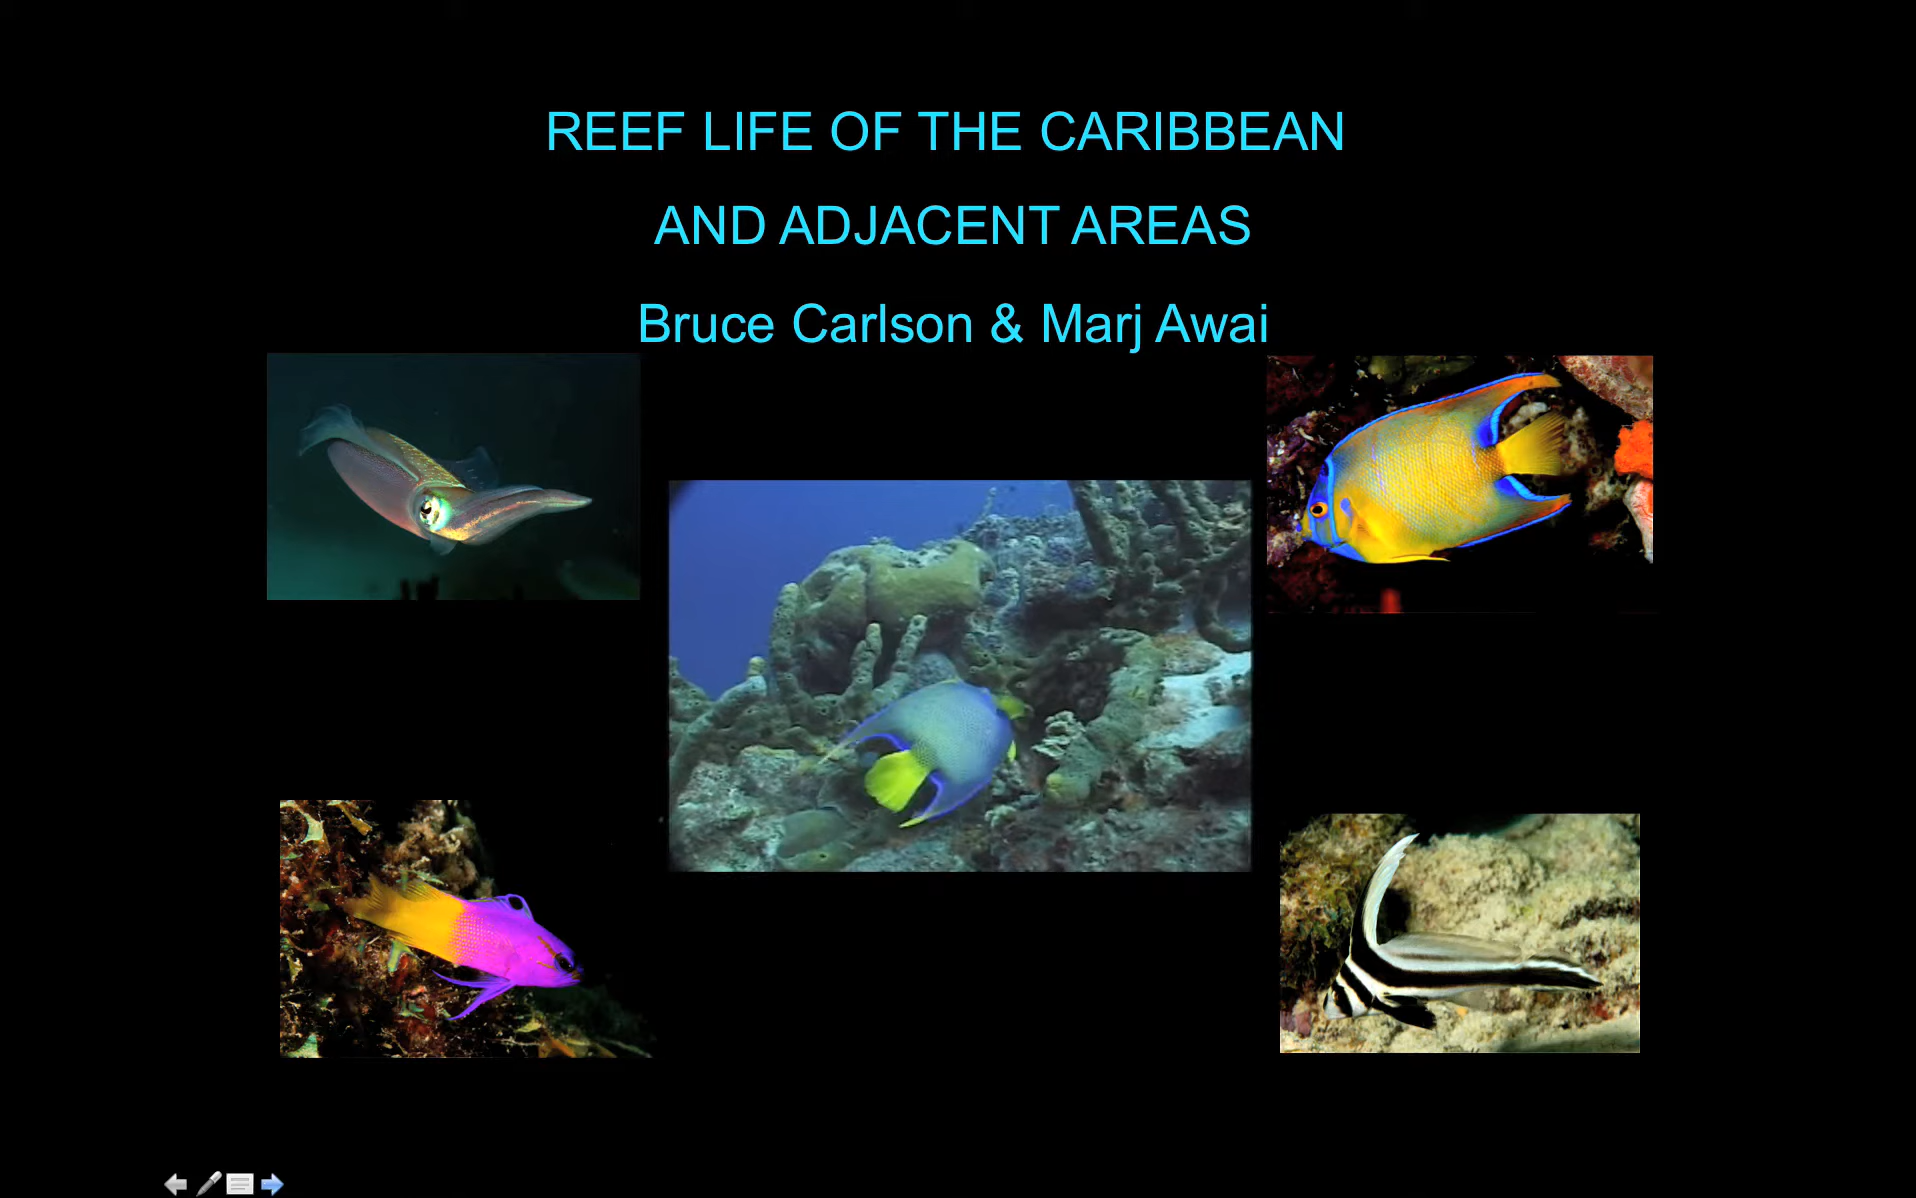 REEF LIFE OF THE CARIBBEAN
AND ADJACENT AREAS
Bruce Carlson & Marj Awai